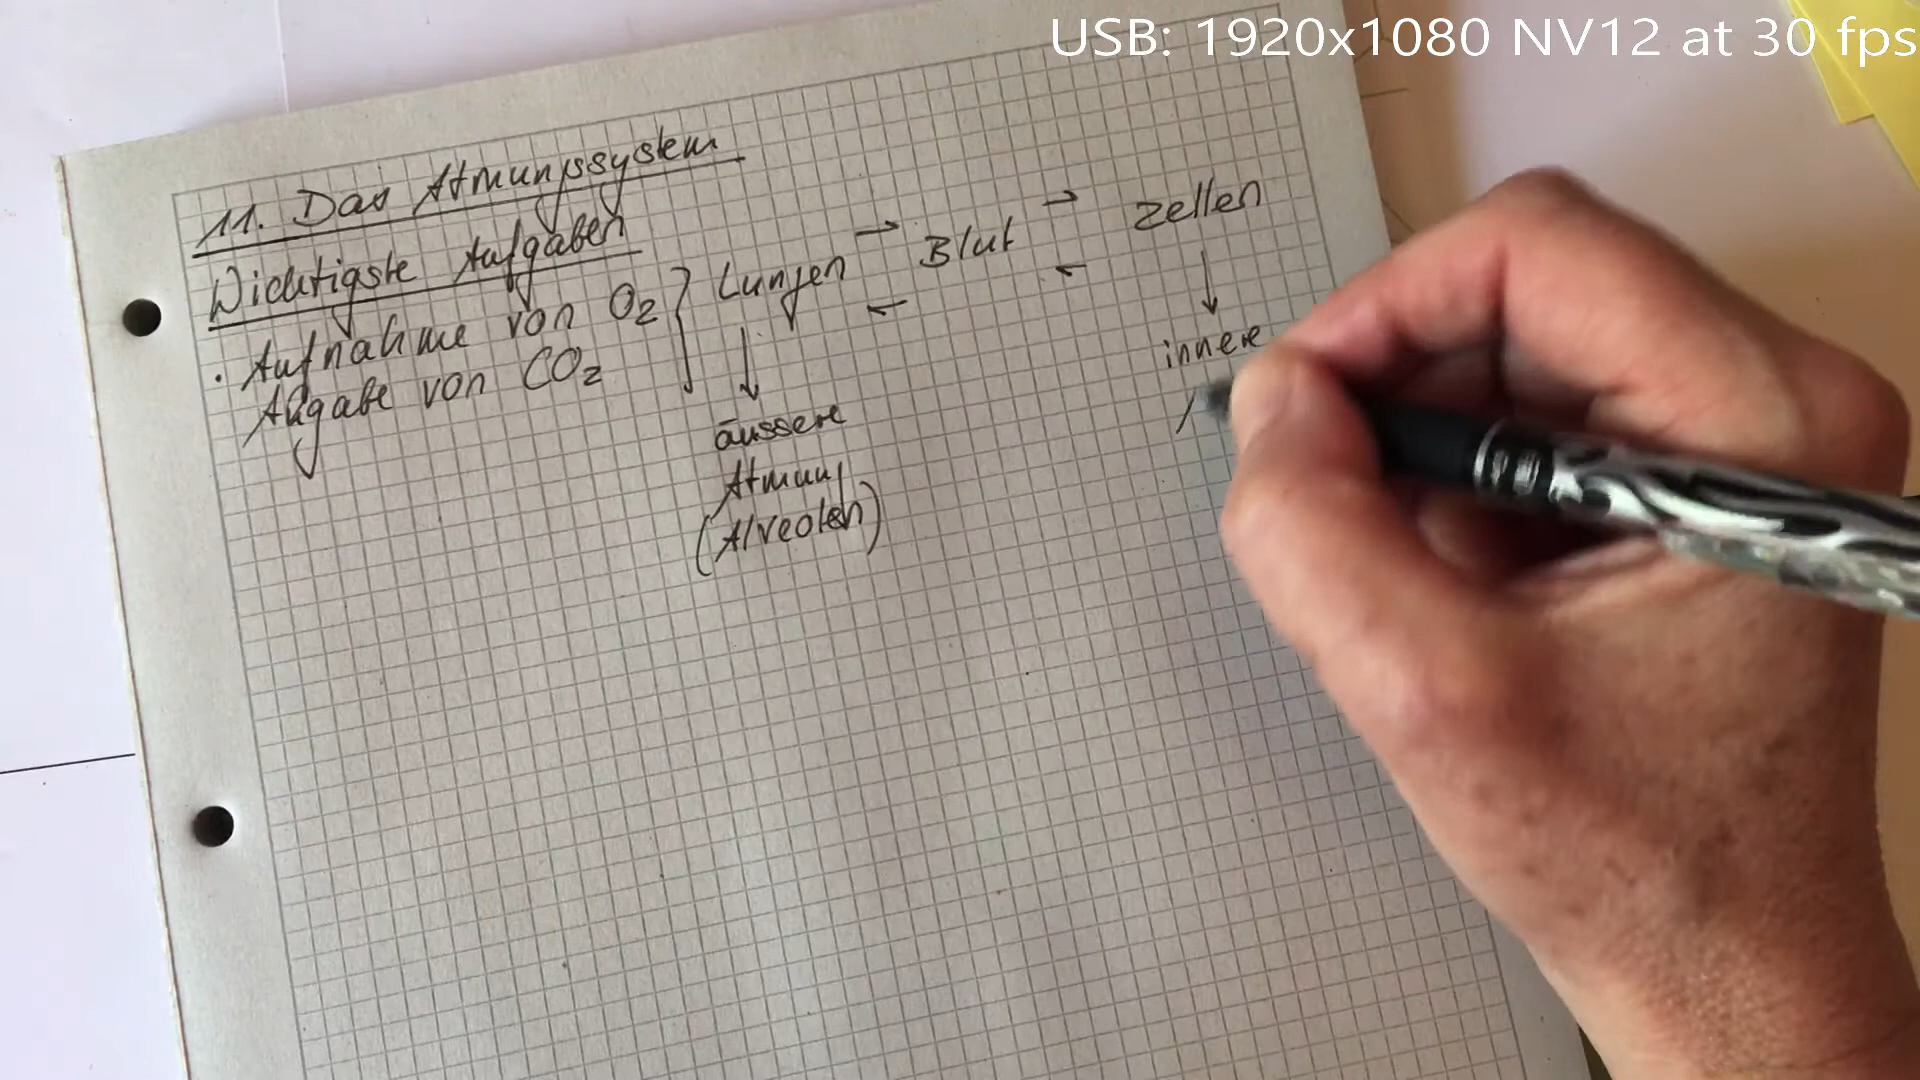 USB: 1920x1080 NV12 at 30 fps
11. Das Atmungssystem
Wichtigste Aufgaben
· Aufnahme von O₂ } Lungen → ← Blut → ← Zellen
Abgabe von CO₂
↓
äussere
Atmung
(Alveolen)
↓
innere